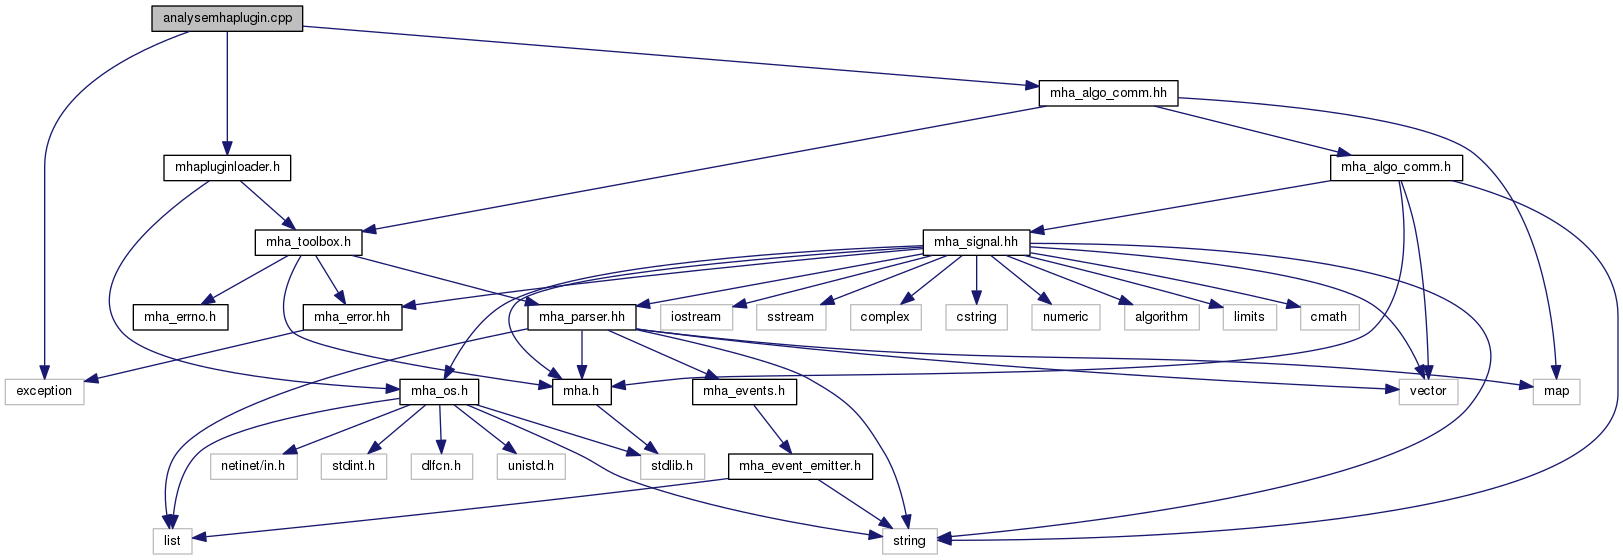 analysemhaplugin.cpp
mha_algo_comm.hh
mhapluginloader.h
mha_algo_comm.h
mha_toolbox.h
mha_signal.hh
mha_errno.h
mha_error.hh
mha_parser.hh
iostream
sstream
complex
cstring
numeric
algorithm
limits
cmath
exception
mha_os.h
mha.h
mha_events.h
vector
map
netinet/in.h
stdint.h
dlfcn.h
unistd.h
stdlib.h
mha_event_emitter.h
list
string